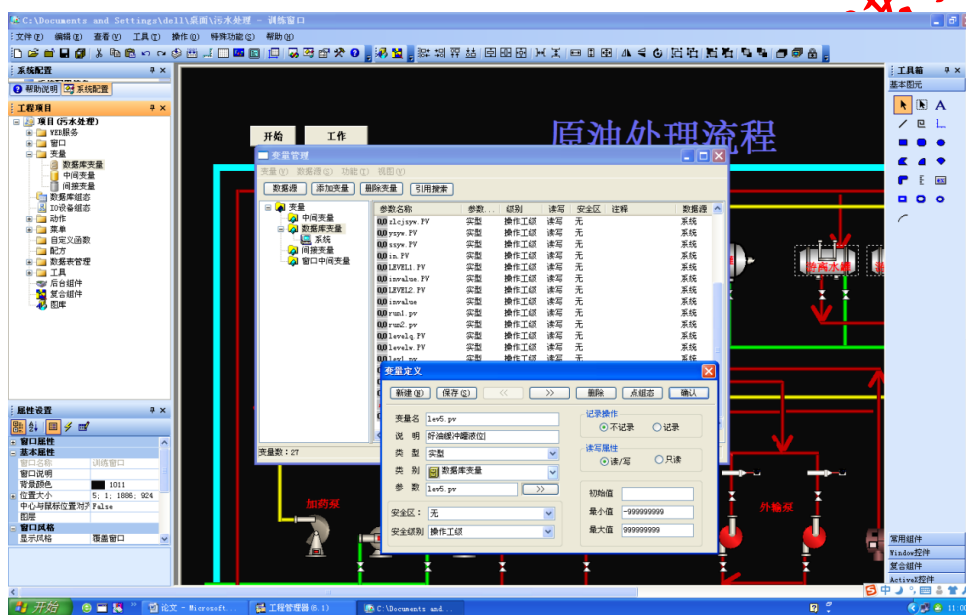 C:\Documents and Settings\dell\桌面\污水处理 - 训练窗口
文件(F) 编辑(E) 查看(V) 工具(T) 操作(O) 特殊功能(S) 帮助(H)
系统配置
帮助说明 系统配置
工程项目
项目 (污水处理)
WEB服务
窗口
变量
数据库变量
中间变量
间接变量
数据库组态
IO设备组态
动作
菜单
自定义函数
配方
数据表管理
工具
后台组件
复合组件
图库
属性设置
窗口属性
基本属性
窗口名称 训练窗口
窗口说明
背景颜色 1011
位置大小 5; 1; 1886; 924
中心与鼠标位置对齐 False
图层
窗口风格
显示风格 覆盖窗口
开始 工作
原油处理流程
加药泵
外输泵
游离水罐
变量管理
变量(V) 数据源(S) 功能(T) 视图(V)
数据源 添加变量 删除变量 引用搜索
变量
中间变量
数据库变量
系统
间接变量
窗口中间变量
参数名称 参数... 级别 读写 安全区 注释 数据源
zlcjsyw.PV 实型 操作工级 读写 无 系统
ysyw.PV 实型 操作工级 读写 无 系统
ssyw.PV 实型 操作工级 读写 无 系统
in.PV 实型 操作工级 读写 无 系统
LEVEL1.PV 实型 操作工级 读写 无 系统
invalue.PV 实型 操作工级 读写 无 系统
LEVEL2.PV 实型 操作工级 读写 无 系统
invalue 实型 操作工级 读写 无 系统
run1.pv 实型 操作工级 读写 无 系统
run2.pv 实型 操作工级 读写 无 系统
levelq.PV 实型 操作工级 读写 无 系统
levelw.PV 实型 操作工级 读写 无 系统
lev1.pv 实型 操作工级 读写 无 系统
变量数：27
变量定义
新建(N) 保存(S) << >> 删除 点组态 确认
变量名 lev5.pv
说 明 好油缓冲罐液位
类 型 实型
类 别 数据库变量
参 数 lev5.pv >>
安全区： 无
安全级别 操作工级
记录操作
不记录 记录
读写属性
读/写 只读
初始值
最小值 -999999999
最大值 999999999
工具箱
基本图元
常用组件
Window控件
复合组件
ActiveX控件
开始 论文 - Microsoft... 工程管理器(6.1) C:\Documents and... 11:00